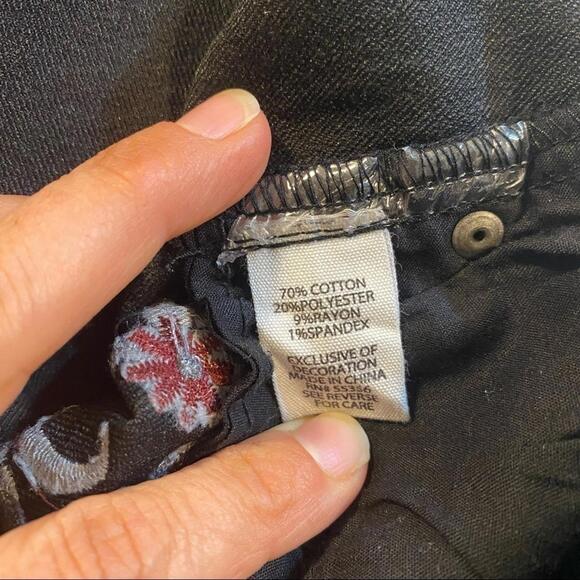 70% COTTON
20%POLYESTER
9%RAYON
1%SPANDEX
EXCLUSIVE OF
DECORATION
MADE IN CHINA
RN# 55386
SEE REVERSE
FOR CARE